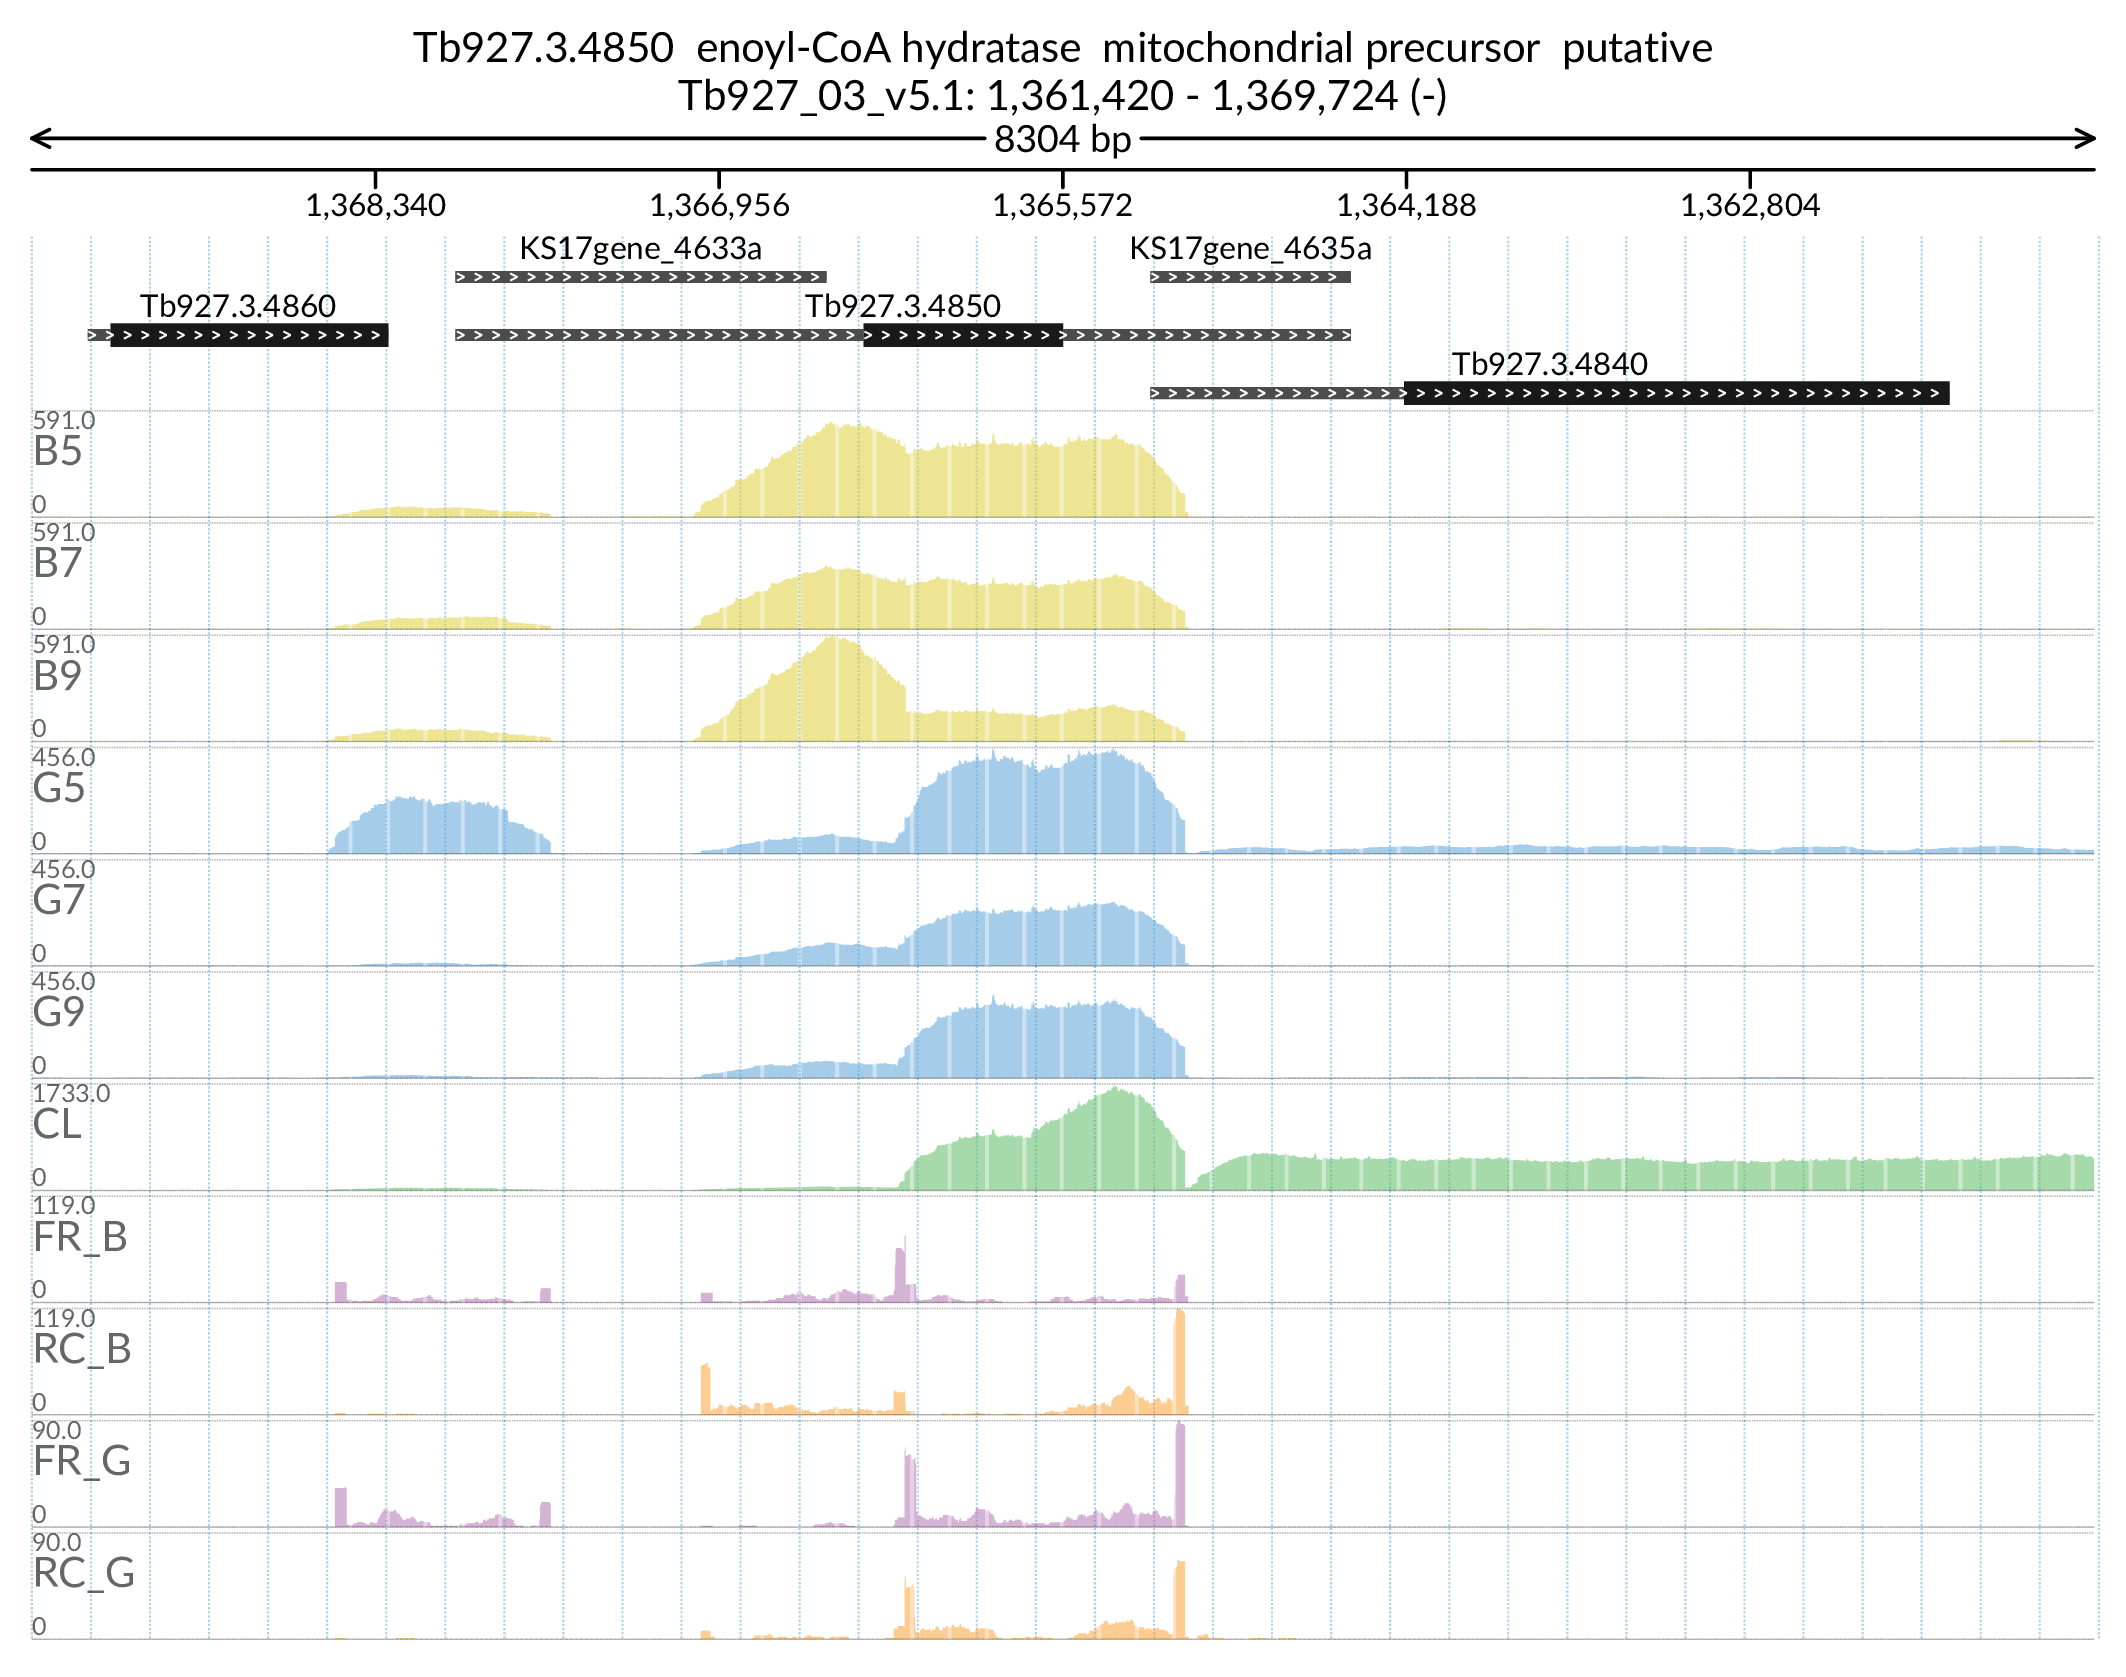 Tb927.3.4850  enoyl-CoA hydratase  mitochondrial precursor  putative
Tb927_03_v5.1: 1,361,420 - 1,369,724 (-)
8304 bp
1,368,340 1,366,956 1,365,572 1,364,188 1,362,804
KS17gene_4633a KS17gene_4635a
Tb927.3.4860 Tb927.3.4850
Tb927.3.4840
591.0
B5
0
591.0
B7
0
591.0
B9
0
456.0
G5
0
456.0
G7
0
456.0
G9
0
1733.0
CL
0
119.0
FR_B
0
119.0
RC_B
0
90.0
FR_G
0
90.0
RC_G
0